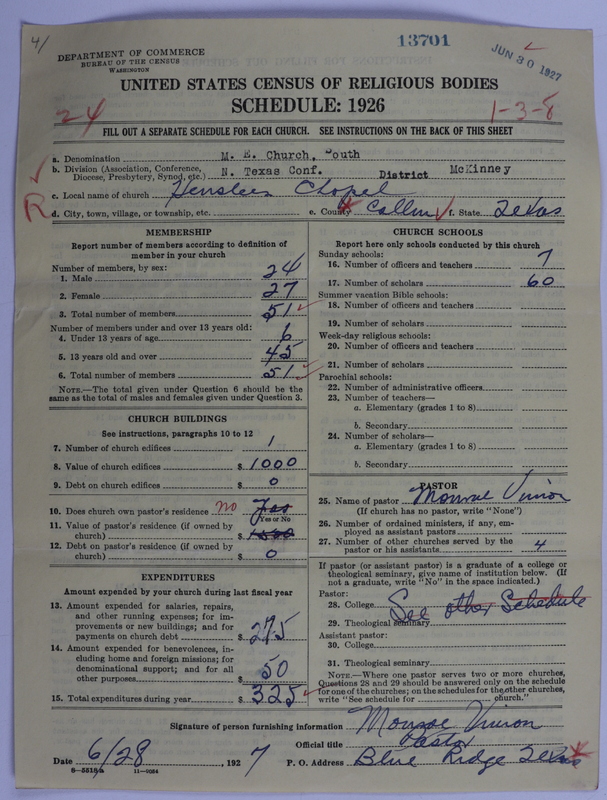 4/
13701
JUN 30 1927
DEPARTMENT OF COMMERCE
BUREAU OF THE CENSUS
WASHINGTON
UNITED STATES CENSUS OF RELIGIOUS BODIES
SCHEDULE: 1926
24
1-3-8
FILL OUT A SEPARATE SCHEDULE FOR EACH CHURCH. SEE INSTRUCTIONS ON THE BACK OF THIS SHEET
a. Denomination M. E. Church, South
b. Division (Association, Conference, Diocese, Presbytery, Synod, etc.) N. Texas Conf. District McKinney
R
c. Local name of church Henslees Chapel
d. City, town, village, or township, etc. e. County Collin f. State Texas
MEMBERSHIP
Report number of members according to definition of
member in your church
Number of members, by sex:
1. Male 24
2. Female 27
3. Total number of members 51
Number of members under and over 13 years old:
4. Under 13 years of age 6
5. 13 years old and over 45
6. Total number of members 51
NOTE.—The total given under Question 6 should be the
same as the total of males and females given under Question 3.
CHURCH BUILDINGS
See instructions, paragraphs 10 to 12
7. Number of church edifices 1
8. Value of church edifices $ 1000
9. Debt on church edifices $ 0
10. Does church own pastor's residence no Yes
Yes or No
11. Value of pastor's residence (if owned by
church) $ 1500
12. Debt on pastor's residence (if owned by
church) $ 0
EXPENDITURES
Amount expended by your church during last fiscal year
13. Amount expended for salaries, repairs,
and other running expenses; for im-
provements or new buildings; and for
payments on church debt $ 275
14. Amount expended for benevolences, in-
cluding home and foreign missions; for
denominational support; and for all
other purposes $ 50
15. Total expenditures during year $ 325
CHURCH SCHOOLS
Report here only schools conducted by this church
Sunday schools:
16. Number of officers and teachers 7
17. Number of scholars 60
Summer vacation Bible schools:
18. Number of officers and teachers
19. Number of scholars
Week-day religious schools:
20. Number of officers and teachers
21. Number of scholars
Parochial schools:
22. Number of administrative officers
23. Number of teachers—
a. Elementary (grades 1 to 8)
b. Secondary
24. Number of scholars—
a. Elementary (grades 1 to 8)
b. Secondary
PASTOR
25. Name of pastor Monroe Vivion
(If church has no pastor, write "None")
26. Number of ordained ministers, if any, em-
ployed as assistant pastors
27. Number of other churches served by the
pastor or his assistants 4
If pastor (or assistant pastor) is a graduate of a college or
theological seminary, give name of institution below. (If
not a graduate, write "No" in the space indicated.)
Pastor:
28. College See other Schedule
29. Theological seminary
Assistant pastor:
30. College
31. Theological seminary
NOTE.—Where one pastor serves two or more churches,
Questions 28 and 29 should be answered only on the schedule
for one of the churches; on the schedules for the other churches,
write "See schedule for church."
Signature of person furnishing information Monroe Vivion
Official title Pastor
Date 6/28, 1927 P. O. Address Blue Ridge Texas
8—5518a 11—9034